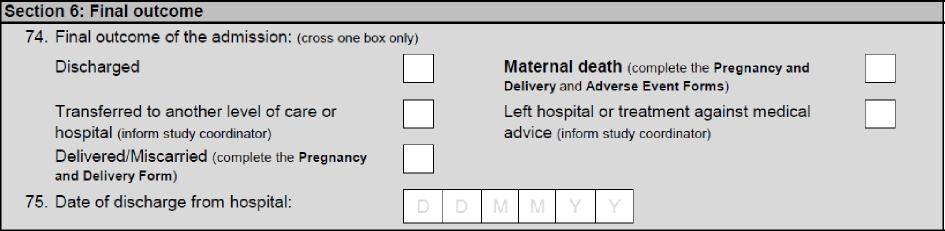 Section 6: Final outcome
74. Final outcome of the admission: (cross one box only)
Discharged
Maternal death (complete the Pregnancy and
Delivery and Adverse Event Forms)
Transferred to another level of care or
hospital (inform study coordinator)
Left hospital or treatment against medical
advice (inform study coordinator)
Delivered/Miscarried (complete the Pregnancy
and Delivery Form)
75. Date of discharge from hospital:
D D M M Y Y